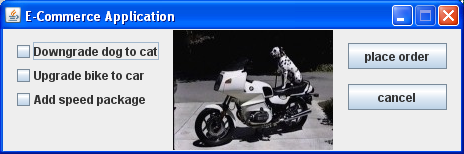 E-Commerce Application
Downgrade dog to cat
Upgrade bike to car
Add speed package
place order
cancel